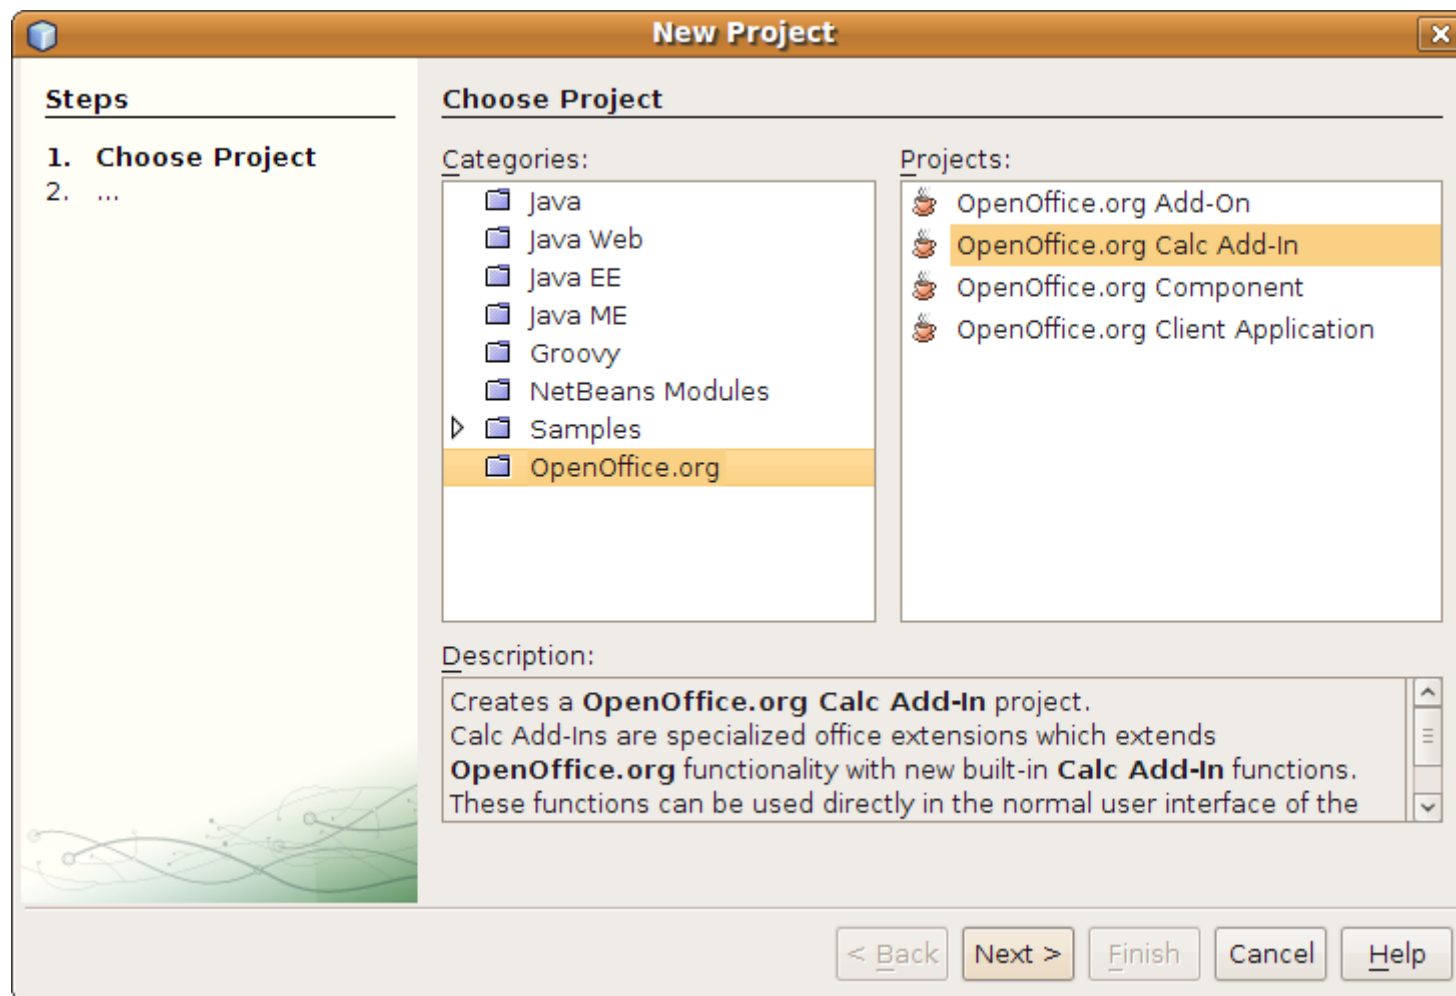 New Project
Steps
1. Choose Project
2. ...
Choose Project
Categories:
Java
Java Web
Java EE
Java ME
Groovy
NetBeans Modules
Samples
OpenOffice.org
Projects:
OpenOffice.org Add-On
OpenOffice.org Calc Add-In
OpenOffice.org Component
OpenOffice.org Client Application
Description:
Creates a OpenOffice.org Calc Add-In project.
Calc Add-Ins are specialized office extensions which extends
OpenOffice.org functionality with new built-in Calc Add-In functions.
These functions can be used directly in the normal user interface of the
< Back Next > Finish Cancel Help